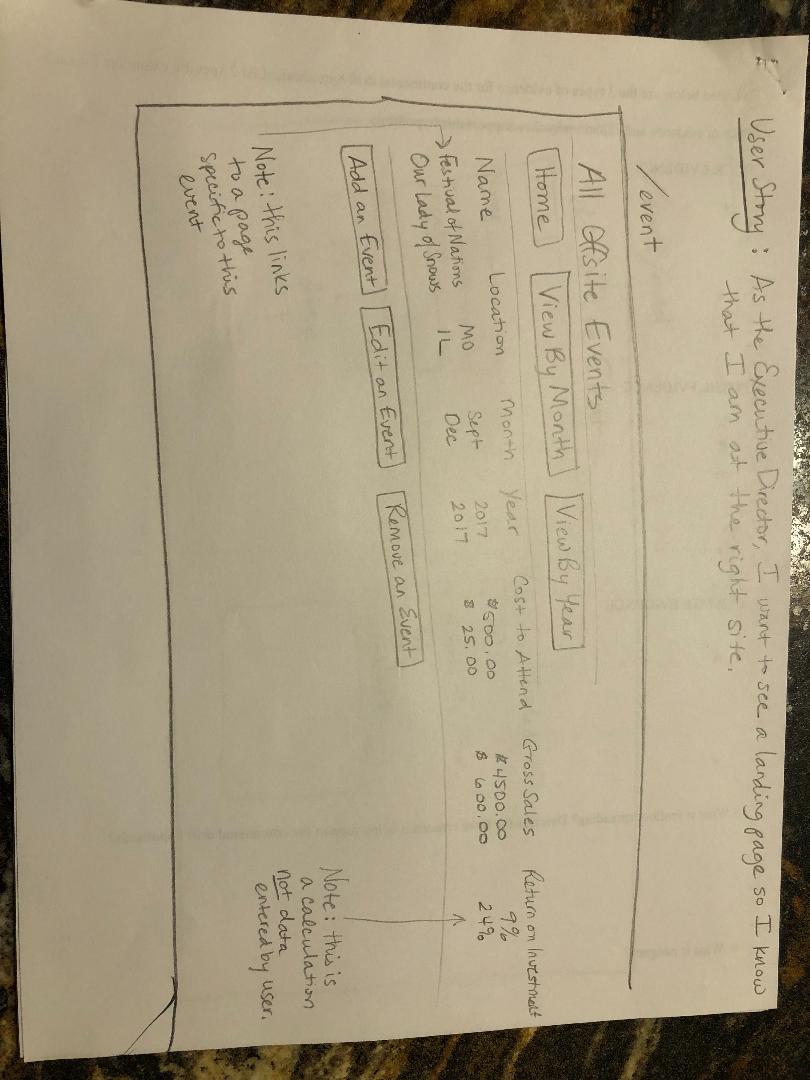 User Story: As the Executive Director, I want to see a landing page so I know
that I am at the right site.
/event
All Offsite Events
Home View By Month View By Year
Name Location Month Year Cost to Attend Gross Sales Return on Investment
Festival of Nations MO Sept 2017 $500.00 $4500.00 9%
Our Lady of Snows IL Dec 2017 $ 25.00 $ 600.00 24%
Add an Event Edit an Event Remove an Event
Note: this links
to a page
specific to this
event
Note: this is
a calculation
not data
entered by user.